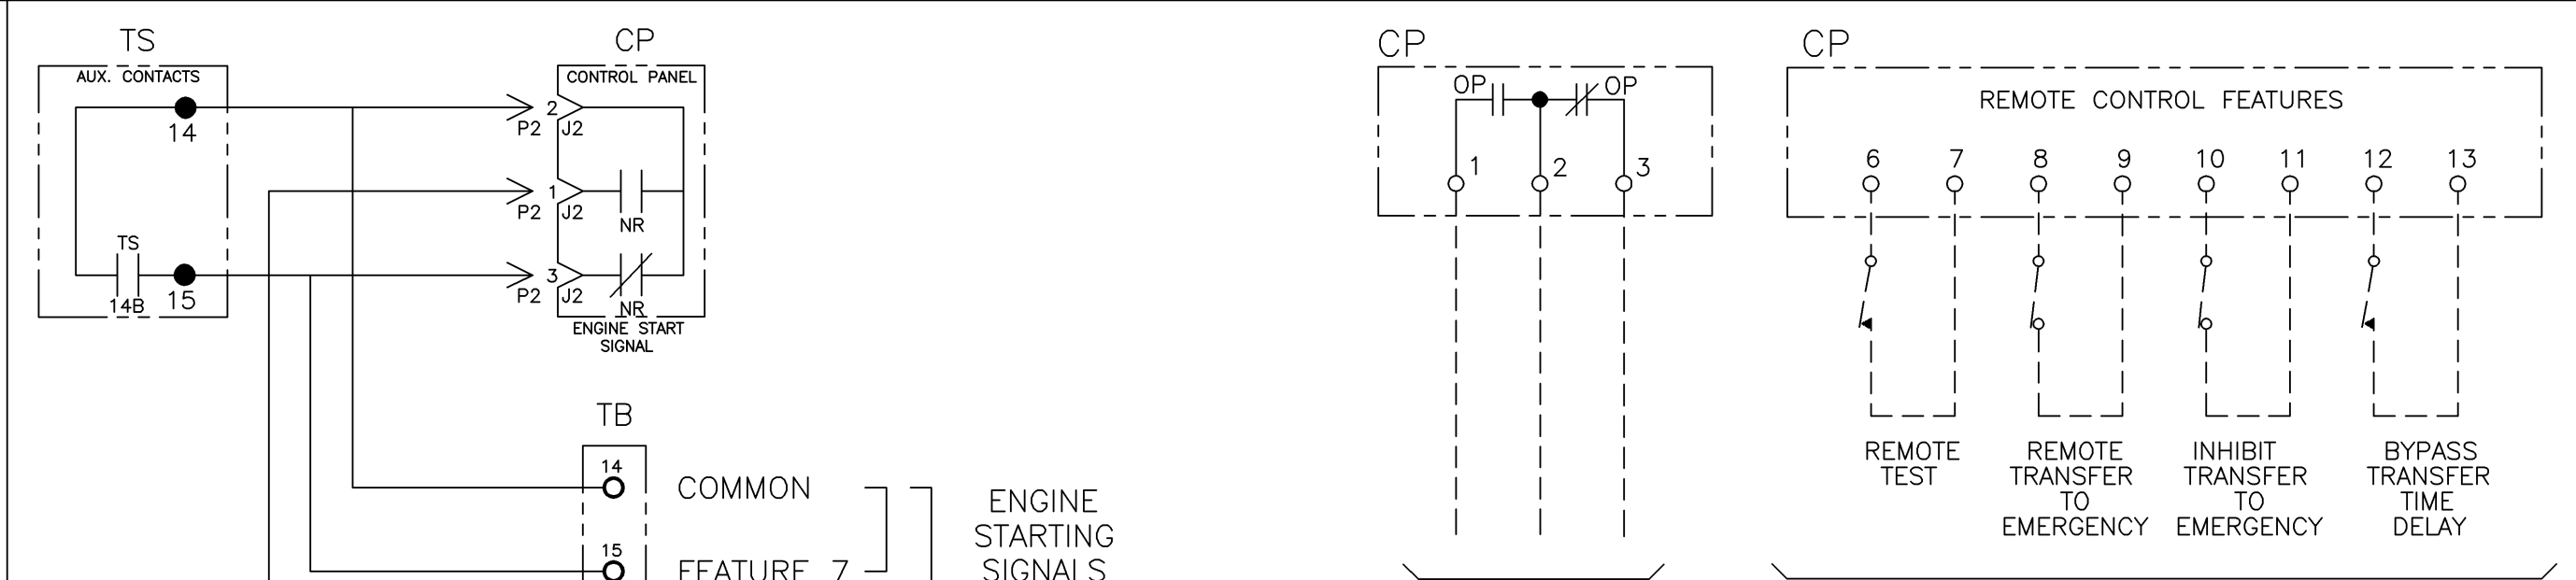 TS
AUX. CONTACTS
14
TS
14B
15
CP
CONTROL PANEL
2
P2 J2
1
P2 J2
NR
3
P2 J2
NR
ENGINE START
SIGNAL
TB
14
COMMON
15
FEATURE 7
ENGINE
STARTING
SIGNALS
CP
OP OP
1 2 3
CP
REMOTE CONTROL FEATURES
6 7 8 9 10 11 12 13
REMOTE
TEST
REMOTE
TRANSFER
TO
EMERGENCY
INHIBIT
TRANSFER
TO
EMERGENCY
BYPASS
TRANSFER
TIME
DELAY